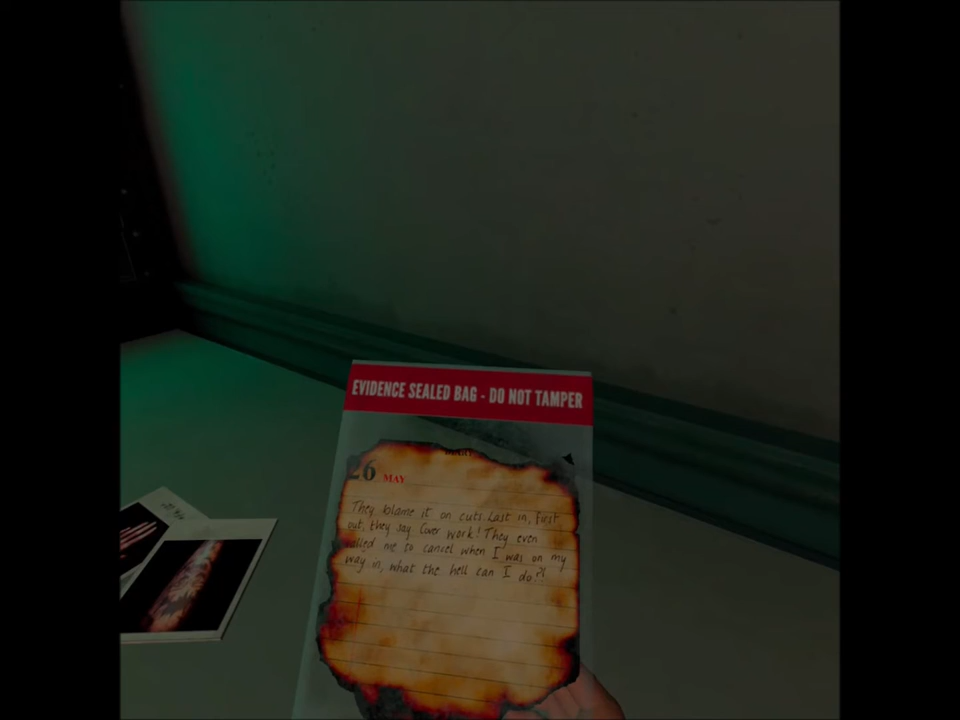 EVIDENCE SEALED BAG - DO NOT TAMPER
26 MAY
They blame it on cuts. Last in, first
out, they say. Cover work! They even
called me to cancel when I was on my
way in, what the hell can I do?!